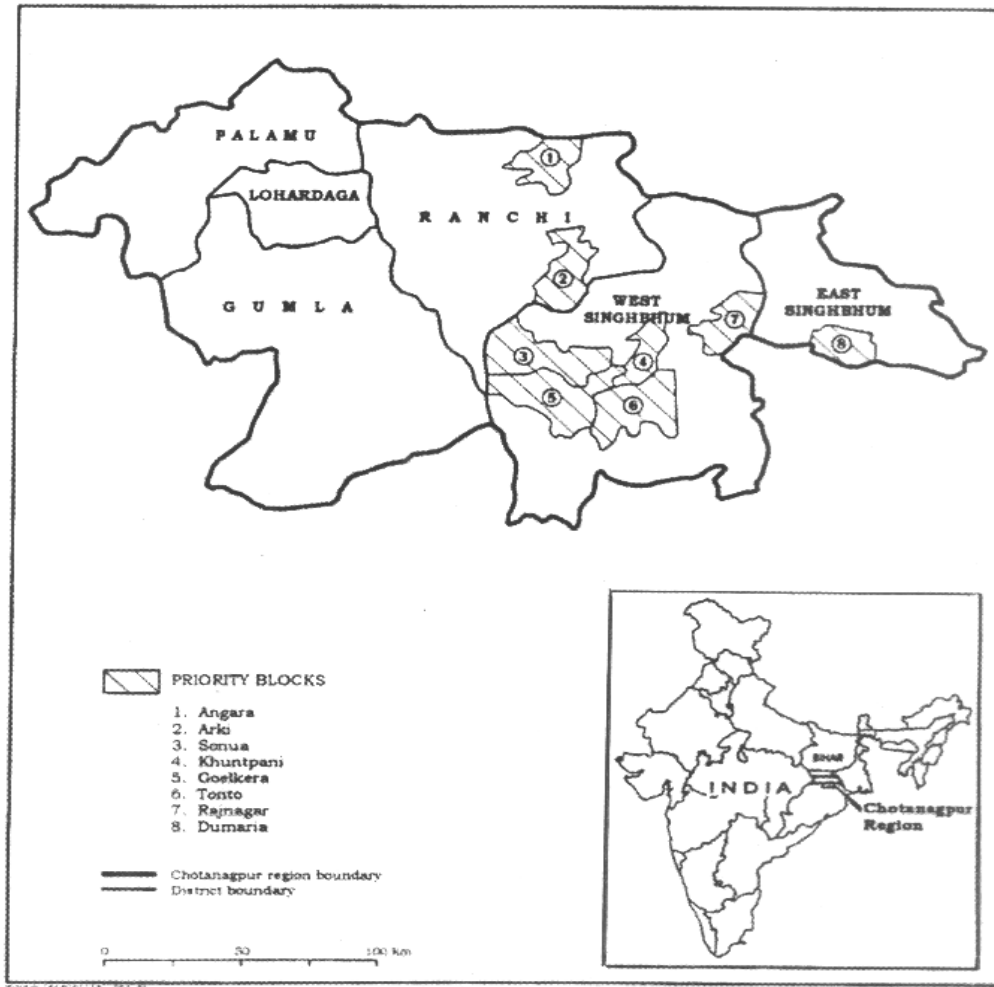 PALAMU
LOHARDAGA
RANCHI
GUMLA
WEST
SINGHBHUM
EAST
SINGHBHUM
1
2
3
4
5
6
7
8
PRIORITY BLOCKS
1. Angara
2. Arki
3. Sonua
4. Khuntpani
5. Goelkera
6. Tonto
7. Rajnagar
8. Dumaria
Chotanagpur region boundary
District boundary
0 50 100 km
BIHAR
INDIA
Chotanagpur
Region